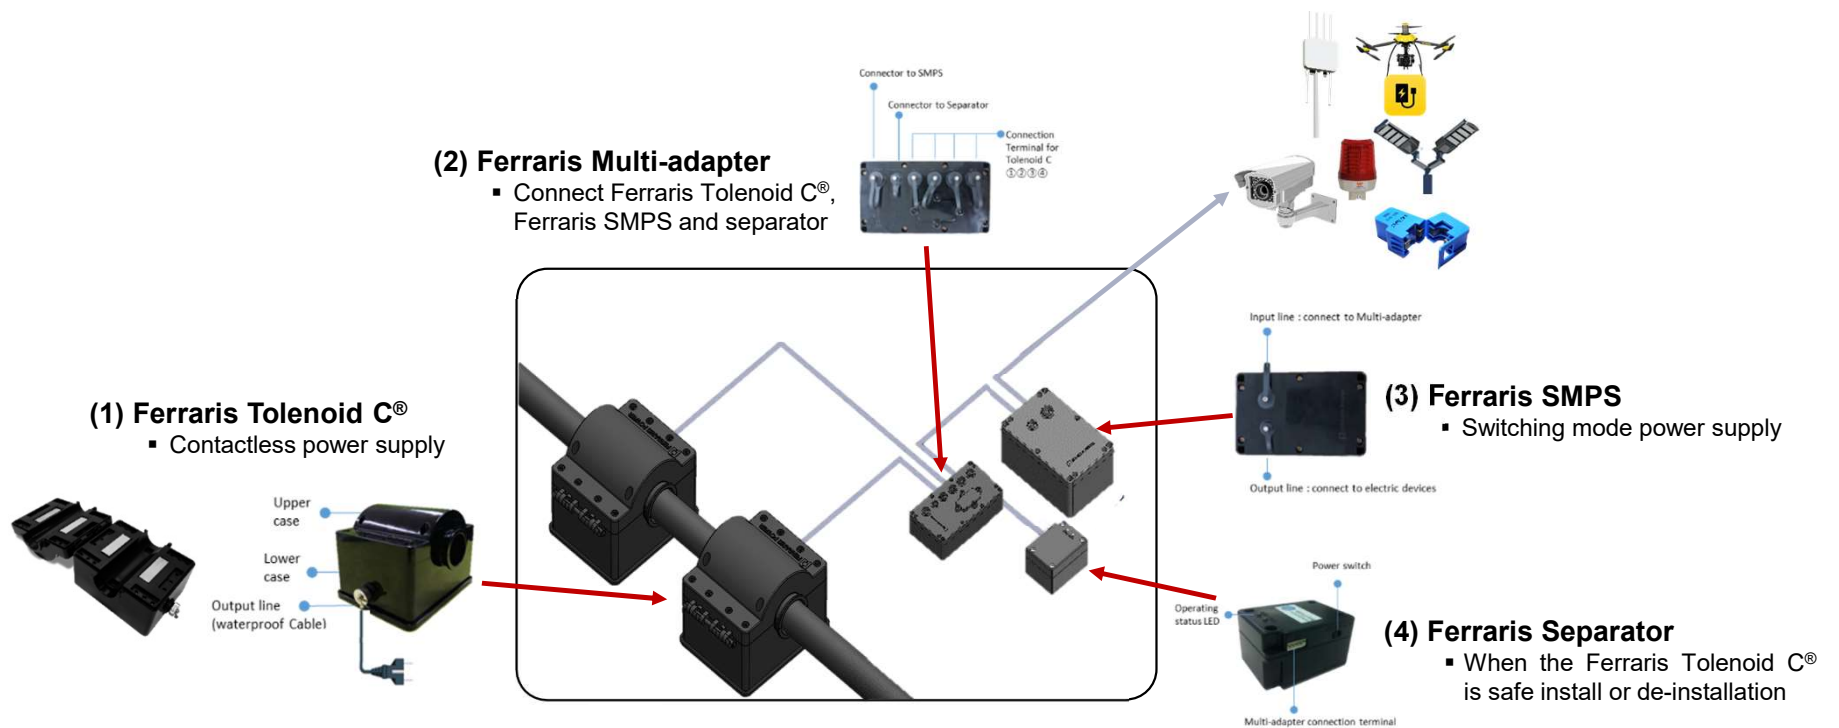 Connector to SMPS
Connector to Separator
Connection
Terminal for
Tolenoid C
①②③④
(2) Ferraris Multi-adapter
▪ Connect Ferraris Tolenoid C®,
Ferraris SMPS and separator
(1) Ferraris Tolenoid C®
▪ Contactless power supply
Upper
case
Lower
case
Output line
(waterproof Cable)
Input line : connect to Multi-adapter
(3) Ferraris SMPS
▪ Switching mode power supply
Output line : connect to electric devices
Power switch
Operating
status LED
(4) Ferraris Separator
▪ When the Ferraris Tolenoid C®
is safe install or de-installation
Multi-adapter connection terminal